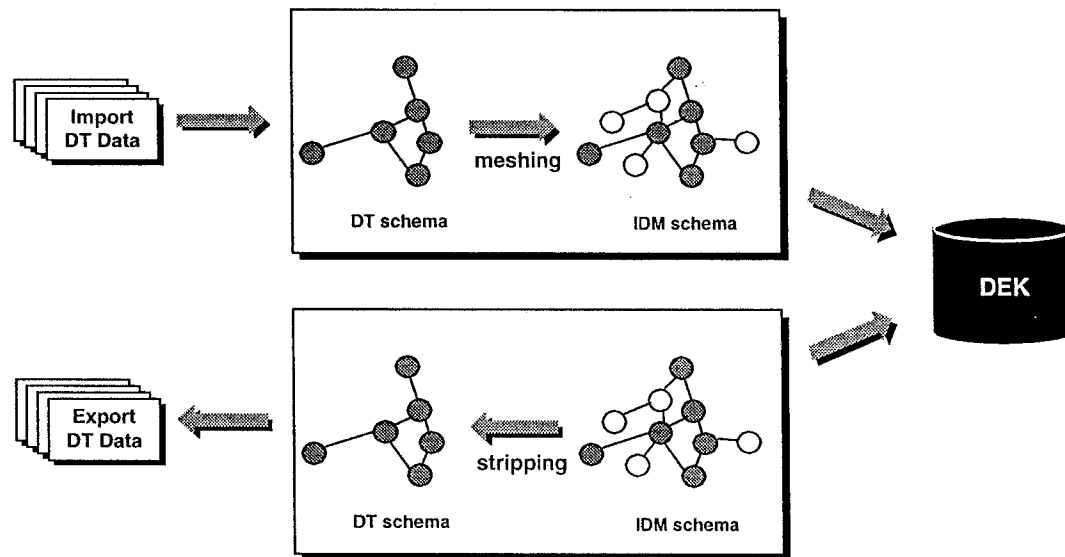 Import
DT Data
meshing
DT schema
IDM schema
DEK
Export
DT Data
stripping
DT schema
IDM schema